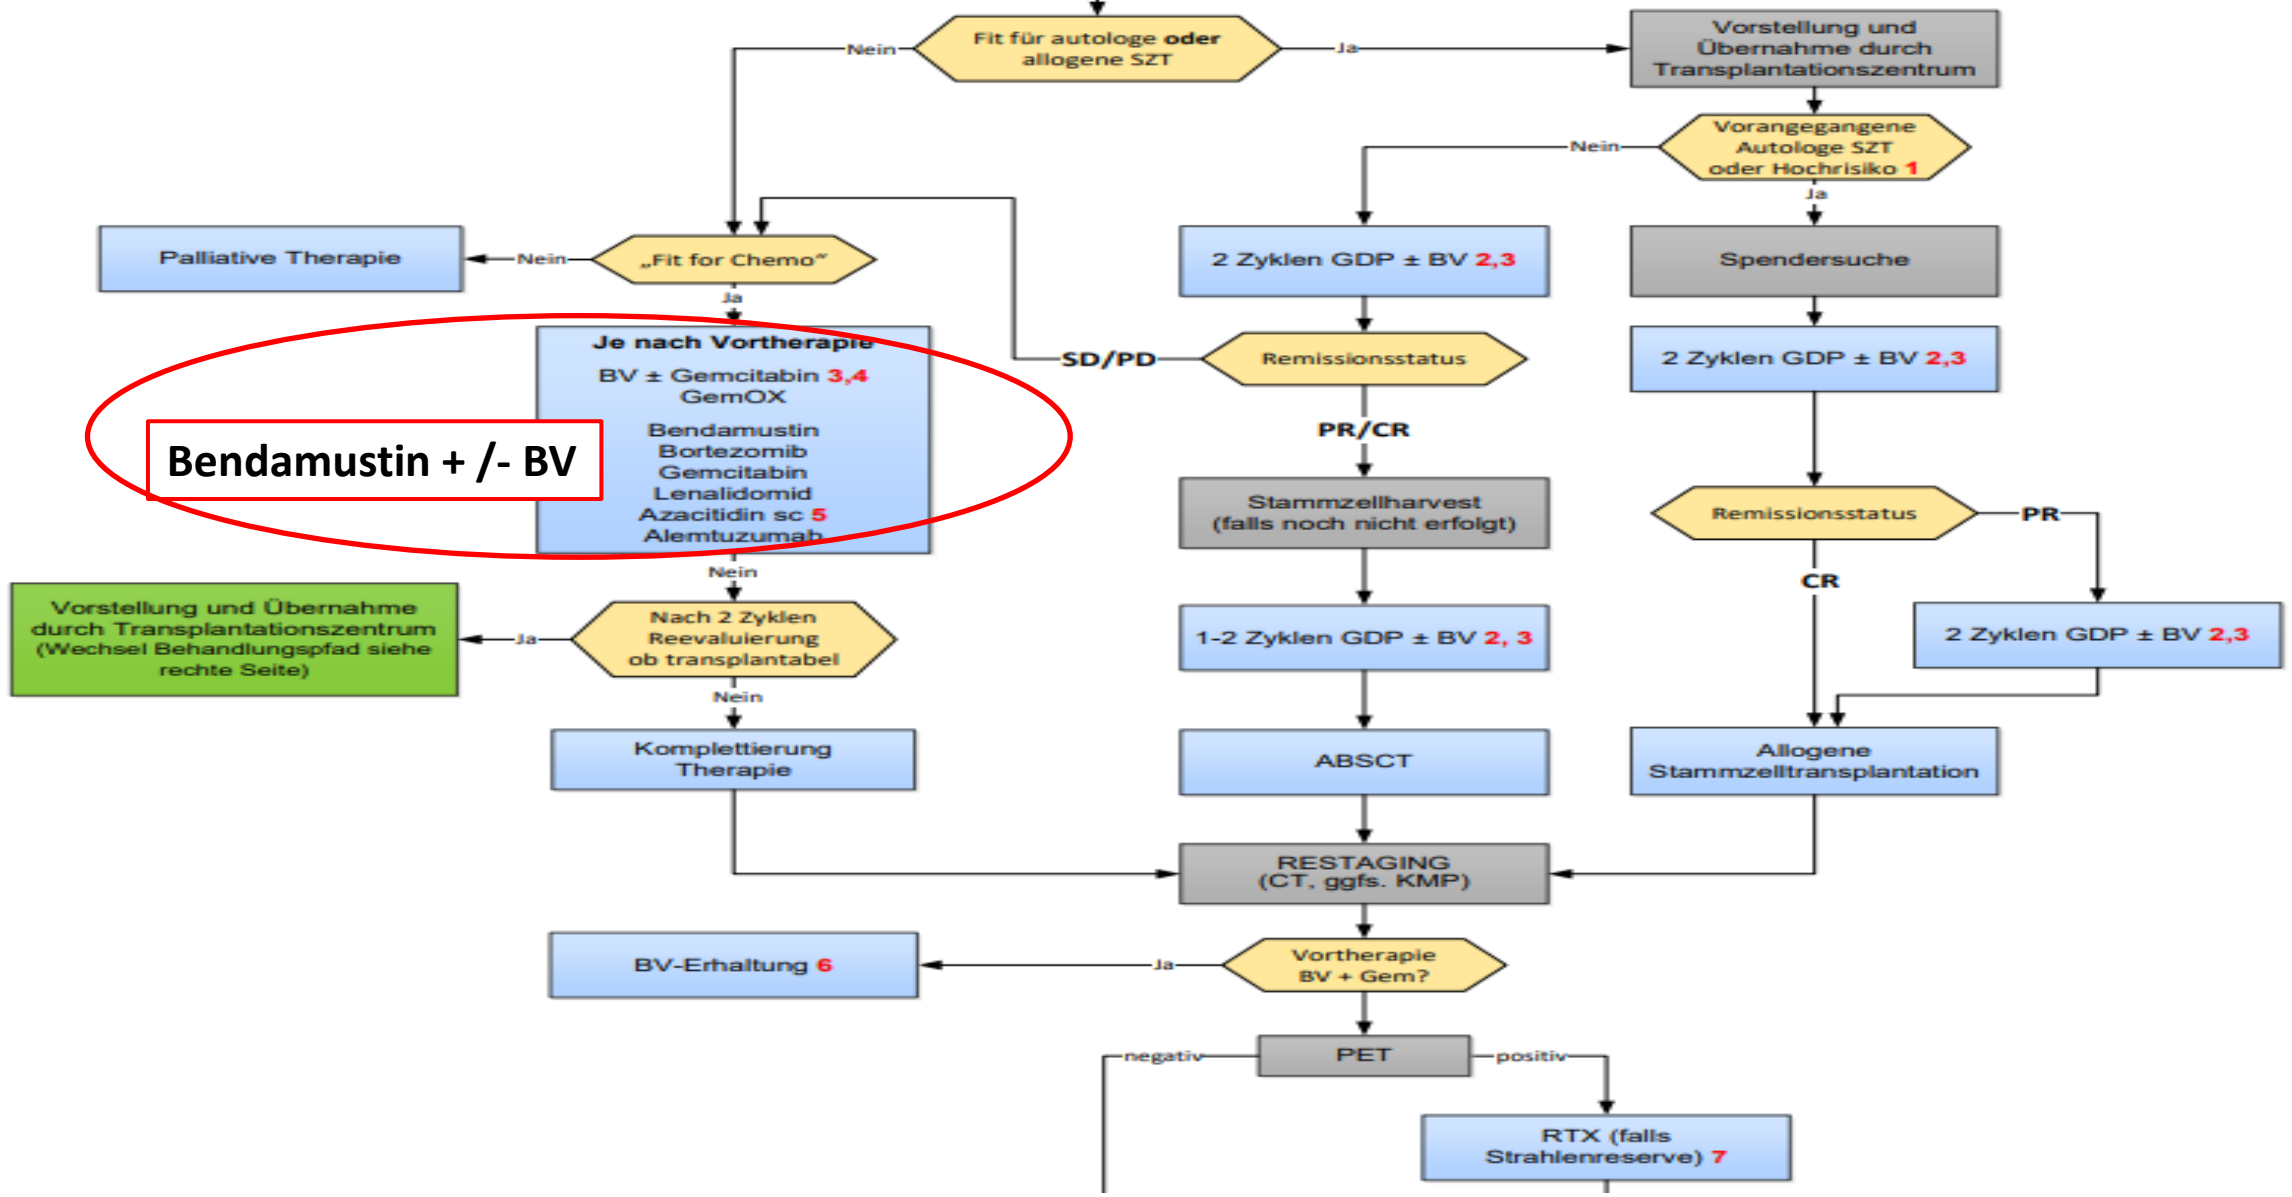 Fit für autologe oder
allogene SZT
Nein
Ja
Vorstellung und
Übernahme durch
Transplantationszentrum
Vorangegangene
Autologe SZT
oder Hochrisiko 1
Nein
Ja
Palliative Therapie
Nein
„Fit for Chemo“
Ja
2 Zyklen GDP ± BV 2,3
Spendersuche
Je nach Vortherapie
BV ± Gemcitabin 3,4
GemOX
Bendamustin
Bortezomib
Gemcitabin
Lenalidomid
Azacitidin sc 5
Alemtuzumab
Bendamustin + /- BV
SD/PD
Remissionsstatus
2 Zyklen GDP ± BV 2,3
PR/CR
Stammzellharvest
(falls noch nicht erfolgt)
Remissionsstatus
PR
CR
Nein
Vorstellung und Übernahme
durch Transplantationszentrum
(Wechsel Behandlungspfad siehe
rechte Seite)
Ja
Nach 2 Zyklen
Reevaluierung
ob transplantabel
Nein
1-2 Zyklen GDP ± BV 2, 3
2 Zyklen GDP ± BV 2,3
Komplettierung
Therapie
ABSCT
Allogene
Stammzelltransplantation
RESTAGING
(CT, ggfs. KMP)
BV-Erhaltung 6
Ja
Vortherapie
BV + Gem?
negativ
PET
positiv
RTX (falls
Strahlenreserve) 7